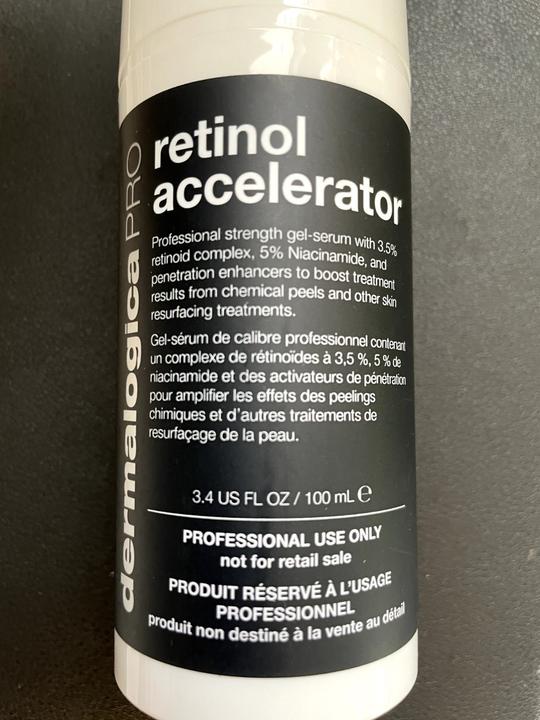 dermalogica PRO
retinol
accelerator
Professional strength gel-serum with 3.5%
retinoid complex, 5% Niacinamide, and
penetration enhancers to boost treatment
results from chemical peels and other skin
resurfacing treatments.
Gel-sérum de calibre professionnel contenant
un complexe de rétinoïdes à 3,5 %, 5 % de
niacinamide et des activateurs de pénétration
pour amplifier les effets des peelings
chimiques et d'autres traitements de
resurfaçage de la peau.
3.4 US FL OZ / 100 mL ℮
PROFESSIONAL USE ONLY
not for retail sale
PRODUIT RÉSERVÉ À L'USAGE
PROFESSIONNEL
produit non destiné à la vente au détail